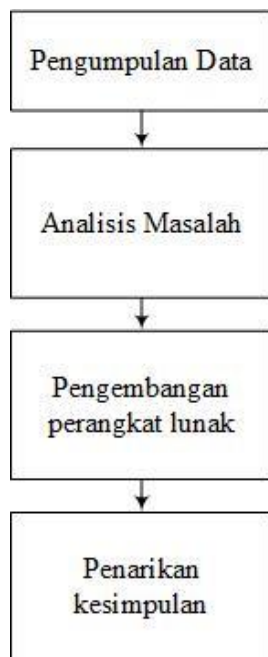 Pengumpulan Data
Analisis Masalah
Pengembangan
perangkat lunak
Penarikan
kesimpulan